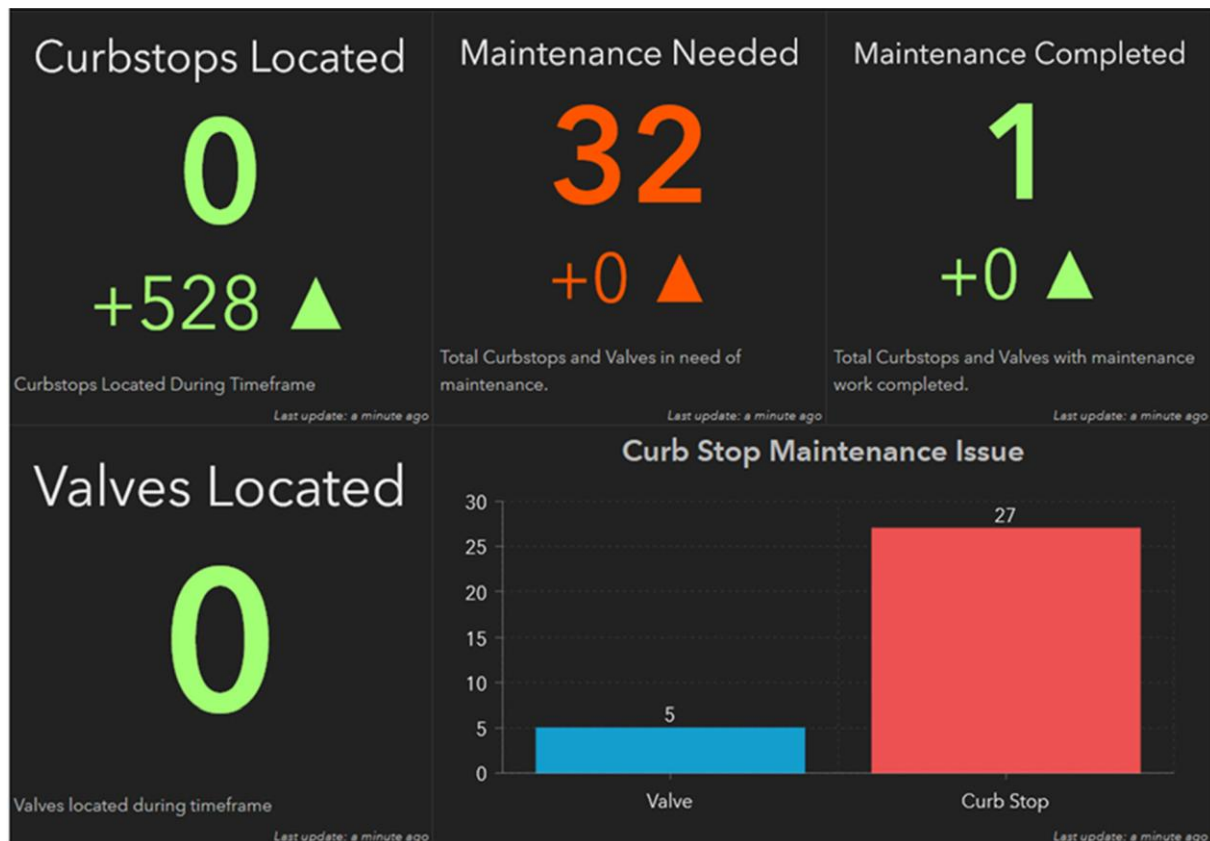 Curbstops Located
0
+528 ▲
Curbstops Located During Timeframe
Last update: a minute ago
Maintenance Needed
32
+0 ▲
Total Curbstops and Valves in need of
maintenance.
Last update: a minute ago
Maintenance Completed
1
+0 ▲
Total Curbstops and Valves with maintenance
work completed.
Last update: a minute ago
Valves Located
0
Valves located during timeframe
Last update: a minute ago
Curb Stop Maintenance Issue
30
25
20
15
10
5
0
5
27
Valve
Curb Stop
Last update: a minute ago